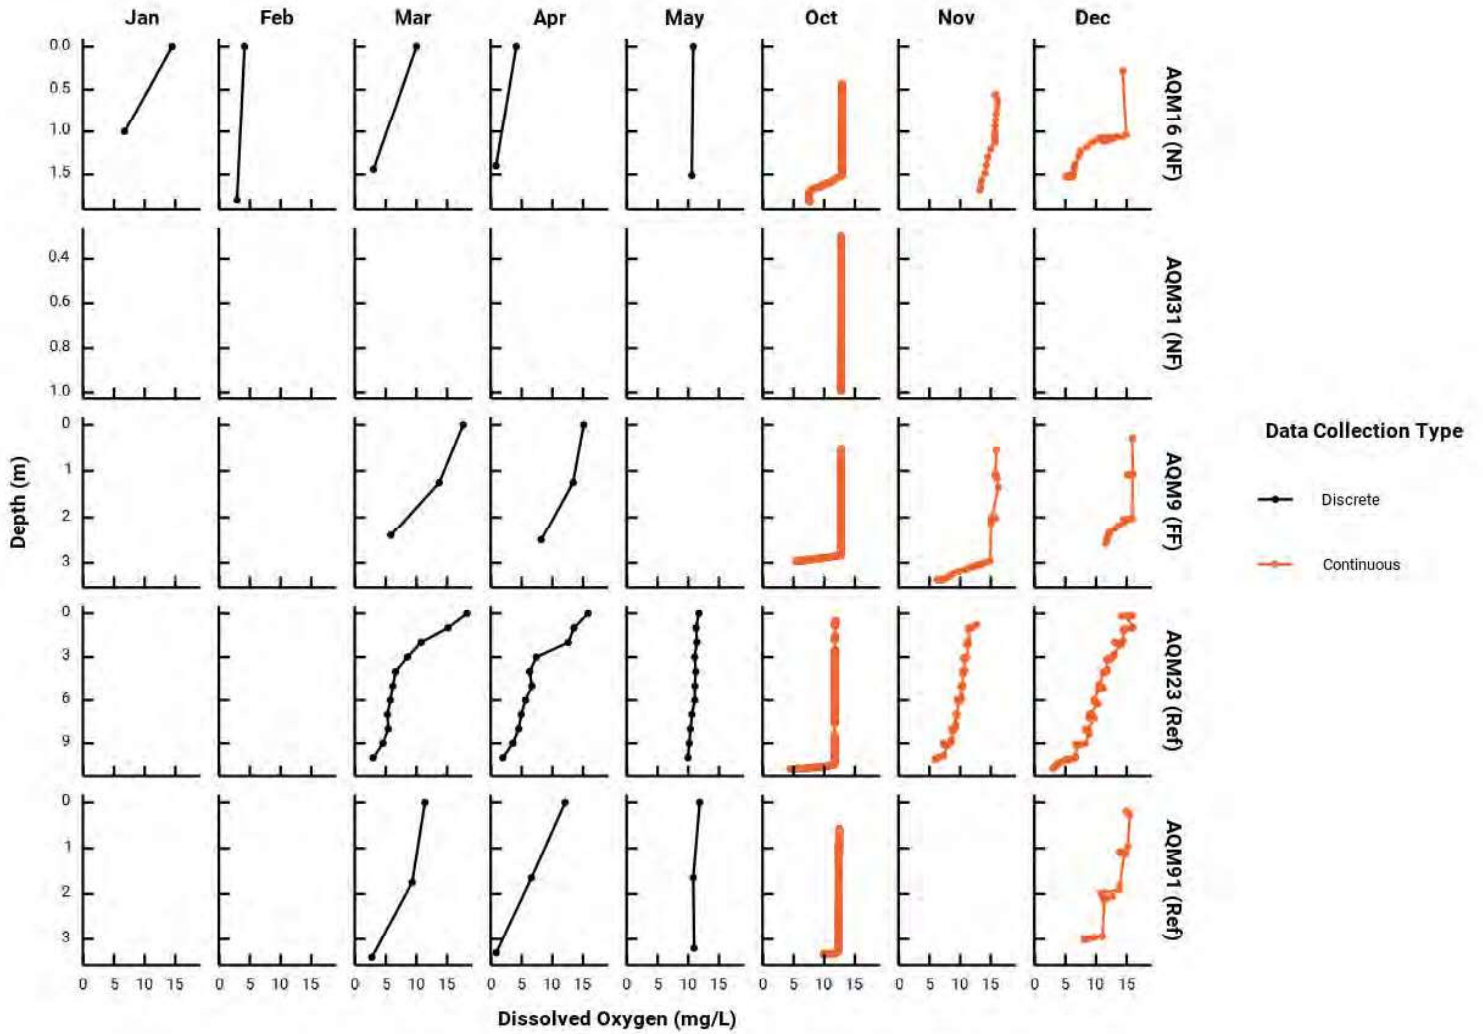 Jan Feb Mar Apr May Oct Nov Dec
0.0
0.5
1.0
1.5
AQM16 (NF)
0.4
0.6
0.8
1.0
AQM31 (NF)
0
1
2
3
AQM9 (FF)
0
3
6
9
AQM23 (Ref)
0
1
2
3
AQM91 (Ref)
0 5 10 15 0 5 10 15 0 5 10 15 0 5 10 15 0 5 10 15 0 5 10 15 0 5 10 15 0 5 10 15
Dissolved Oxygen (mg/L)
Depth (m)
Data Collection Type
Discrete
Continuous